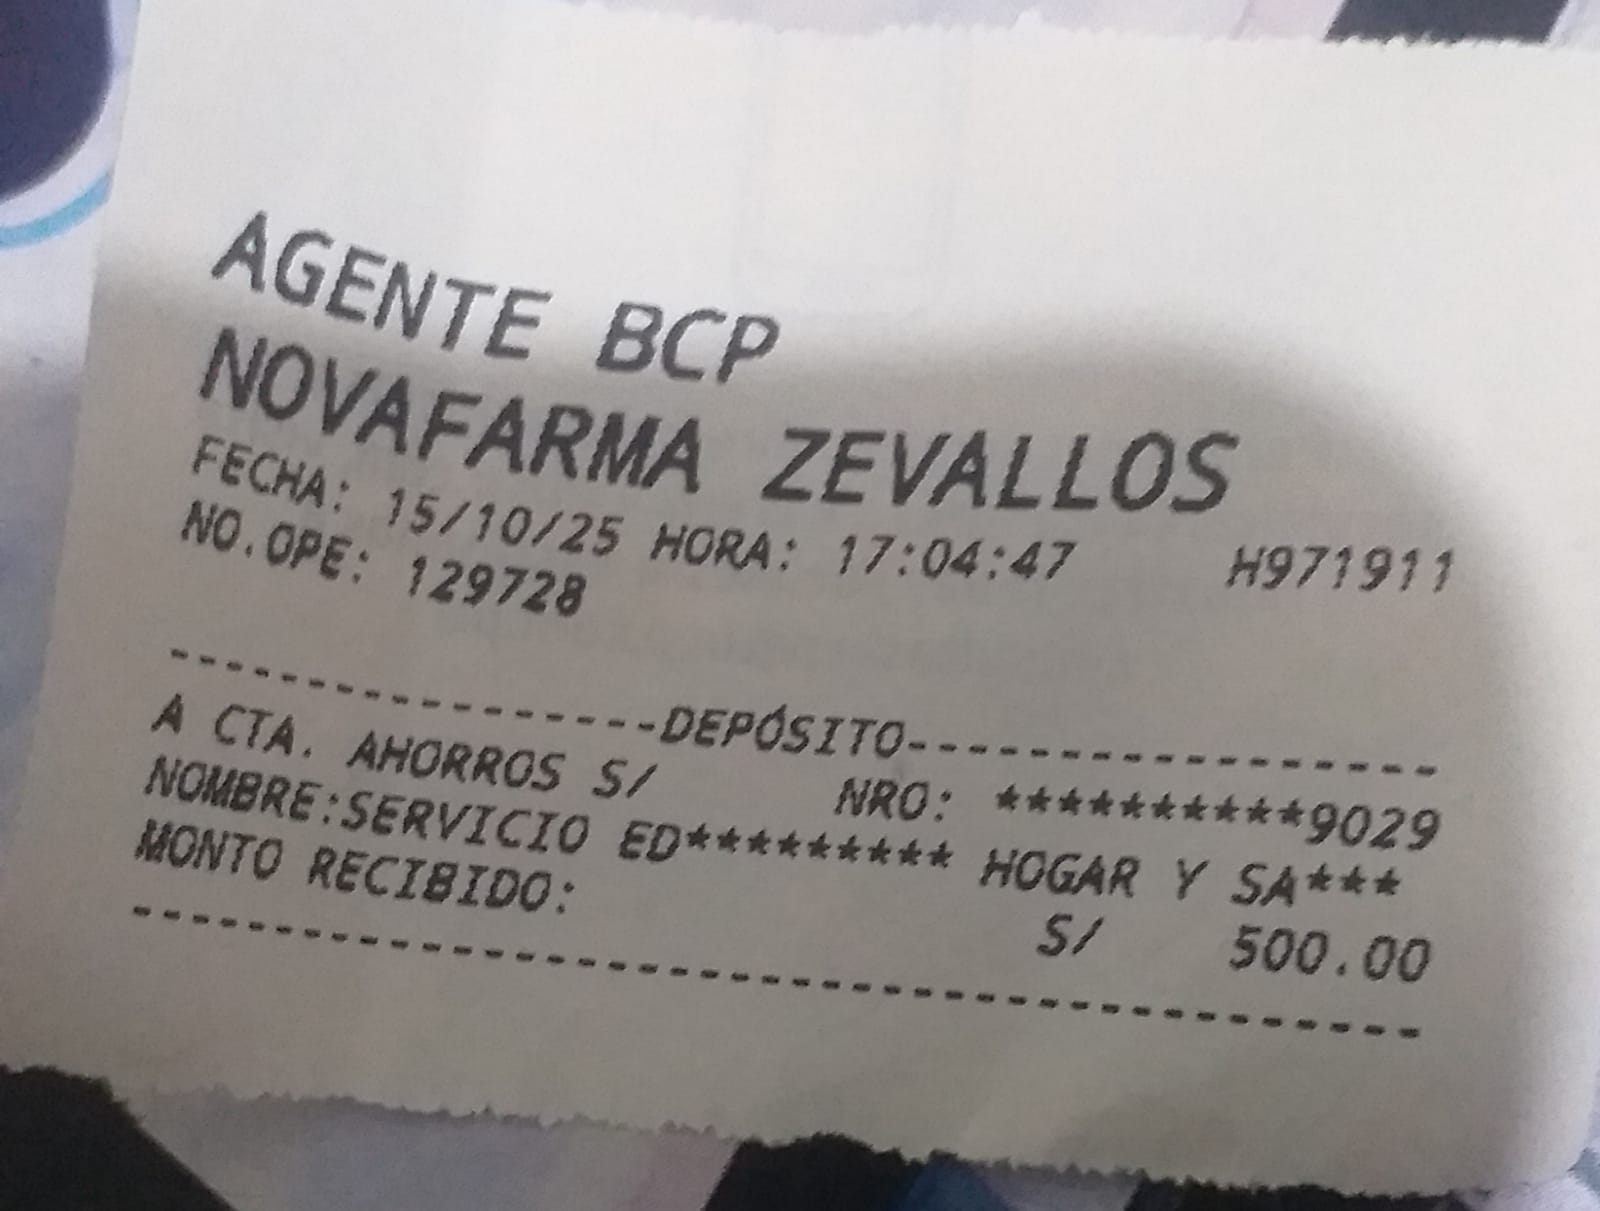 AGENTE BCP
NOVAFARMA ZEVALLOS
FECHA: 15/10/25 HORA: 17:04:47 H971911
NO.OPE: 129728
-----------------DEPÓSITO-----------------
A CTA. AHORROS S/ NRO: **********9029
NOMBRE:SERVICIO ED********* HOGAR Y SA***
MONTO RECIBIDO: S/ 500.00
------------------------------------------